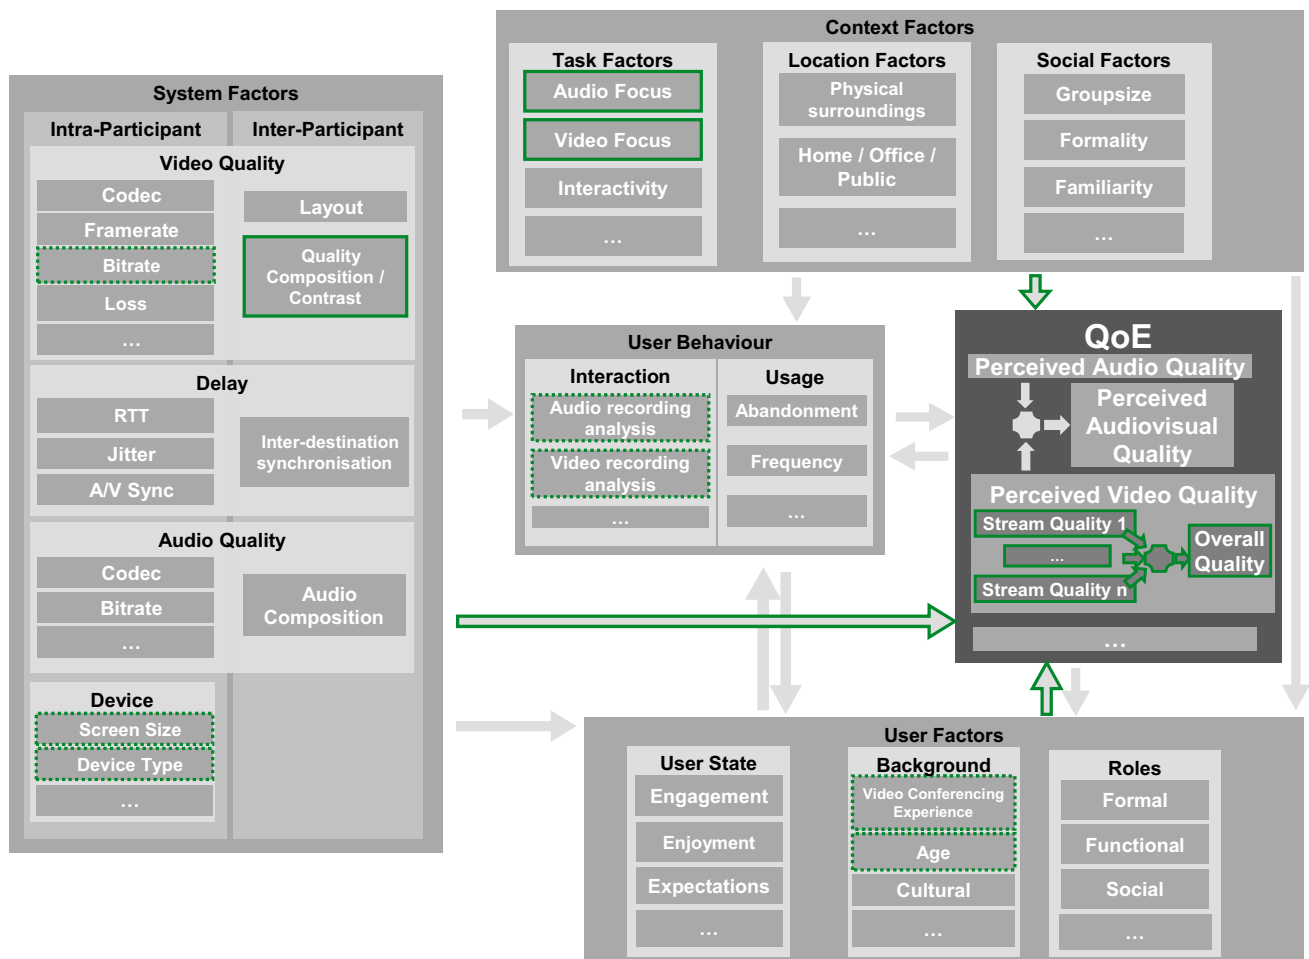 Context Factors
Task Factors
Audio Focus
Video Focus
Interactivity
...
Location Factors
Physical
surroundings
Home / Office /
Public
...
Social Factors
Groupsize
Formality
Familiarity
...
System Factors
Intra-Participant
Inter-Participant
Video Quality
Codec
Framerate
Bitrate
Loss
...
Layout
Quality
Composition /
Contrast
Delay
RTT
Jitter
A/V Sync
Inter-destination
synchronisation
Audio Quality
Codec
Bitrate
...
Audio
Composition
Device
Screen Size
Device Type
...
User Behaviour
Interaction
Audio recording
analysis
Video recording
analysis
...
Usage
Abandonment
Frequency
...
QoE
Perceived Audio Quality
Perceived
Audiovisual
Quality
Perceived Video Quality
Stream Quality 1
...
Stream Quality n
Overall
Quality
...
User Factors
User State
Engagement
Enjoyment
Expectations
...
Background
Video Conferencing
Experience
Age
Cultural
...
Roles
Formal
Functional
Social
...